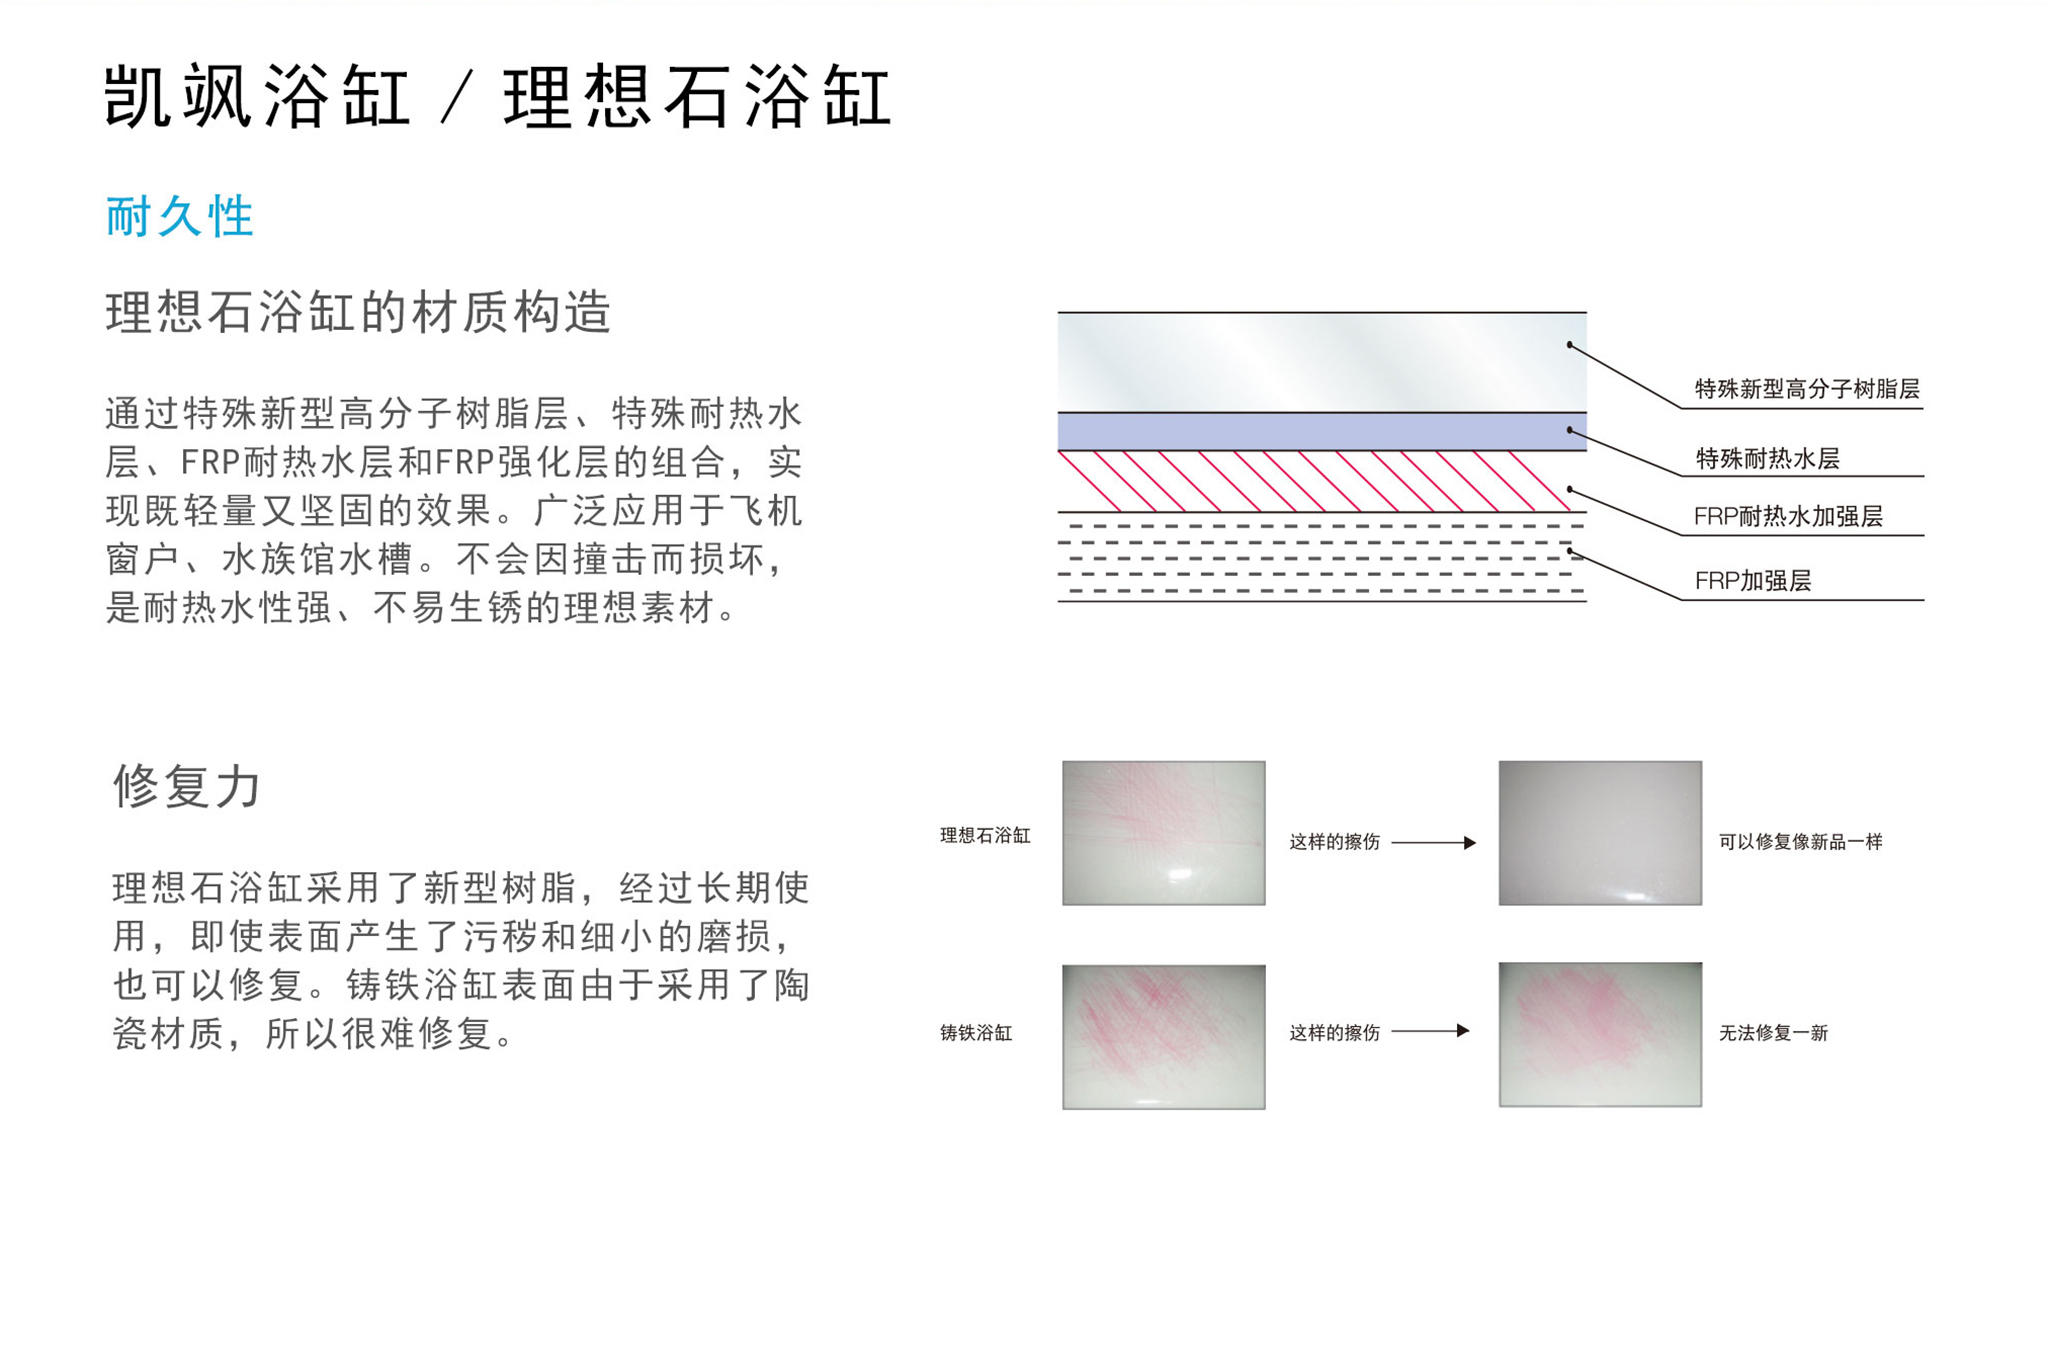 凯飒浴缸 / 理想石浴缸
耐久性
理想石浴缸的材质构造
通过特殊新型高分子树脂层、特殊耐热水
层、FRP耐热水层和FRP强化层的组合，实
现既轻量又坚固的效果。广泛应用于飞机
窗户、水族馆水槽。不会因撞击而损坏，
是耐热水性强、不易生锈的理想素材。
特殊新型高分子树脂层
特殊耐热水层
FRP耐热水加强层
FRP加强层
修复力
理想石浴缸采用了新型树脂，经过长期使
用，即使表面产生了污秽和细小的磨损，
也可以修复。铸铁浴缸表面由于采用了陶
瓷材质，所以很难修复。
理想石浴缸
这样的擦伤
可以修复像新品一样
铸铁浴缸
这样的擦伤
无法修复一新